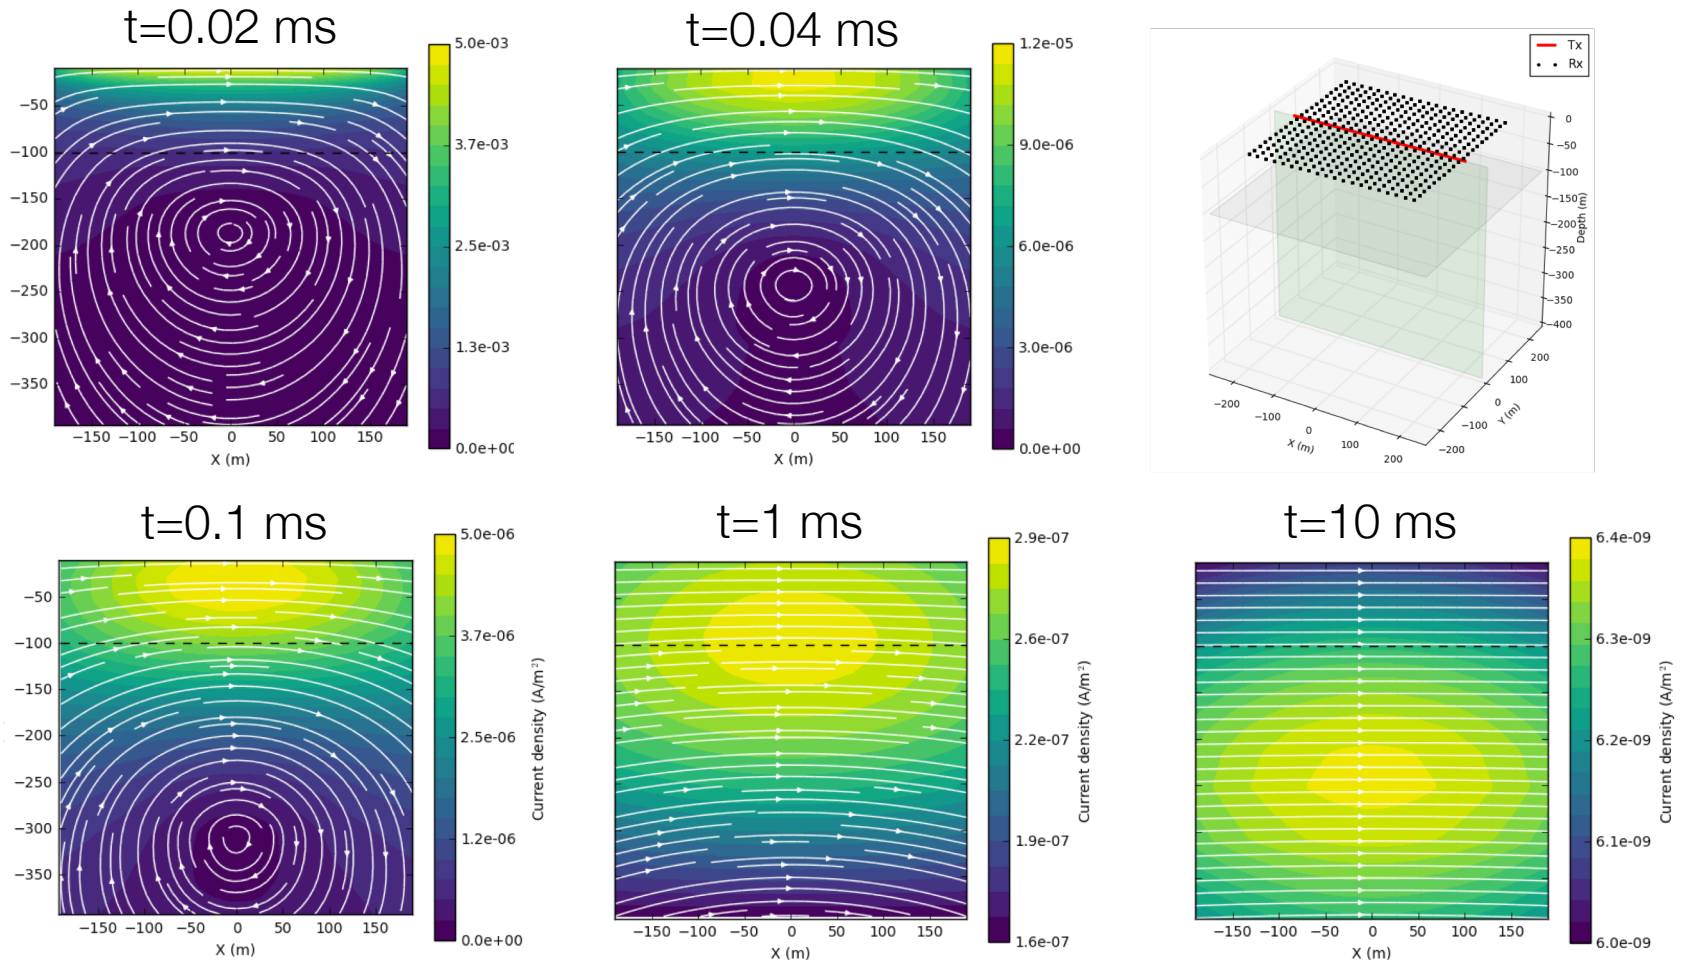 t=0.02 ms
5.0e-03
3.7e-03
2.5e-03
1.3e-03
0.0e+00
−50
−100
−150
−200
−250
−300
−350
−150 −100 −50 0 50 100 150
X (m)
t=0.04 ms
1.2e-05
9.0e-06
6.0e-06
3.0e-06
0.0e+00
−150 −100 −50 0 50 100 150
X (m)
Tx
Rx
0
−50
−100
−150
−200
−250
−300
−350
−400
Depth (m)
−200 −100 0 100 200
X (m)
−200 −100 0 100 200
Y (m)
t=0.1 ms
5.0e-06
3.7e-06
2.5e-06
1.2e-06
0.0e+00
Current density (A/m²)
−50
−100
−150
−200
−250
−300
−350
−150 −100 −50 0 50 100 150
X (m)
t=1 ms
2.9e-07
2.6e-07
2.2e-07
1.9e-07
1.6e-07
Current density (A/m²)
−150 −100 −50 0 50 100 150
X (m)
t=10 ms
6.4e-09
6.3e-09
6.2e-09
6.1e-09
6.0e-09
Current density (A/m²)
−150 −100 −50 0 50 100 150
X (m)